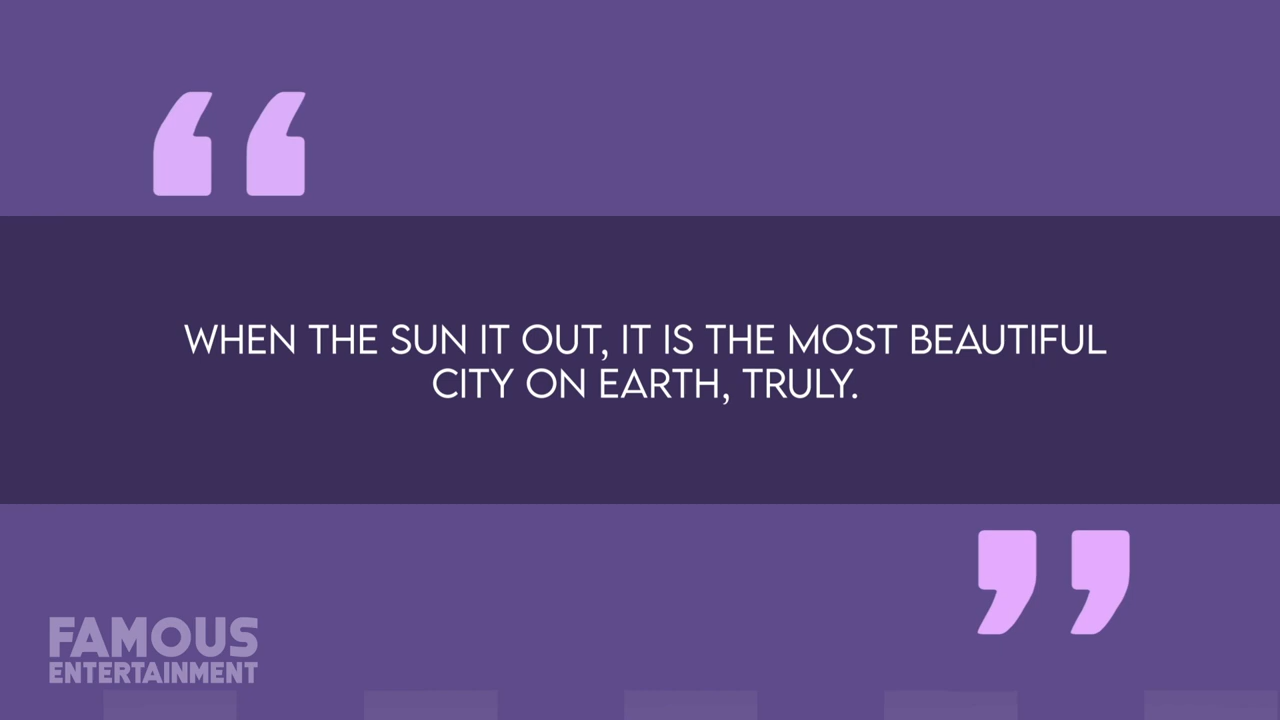 “
WHEN THE SUN IT OUT, IT IS THE MOST BEAUTIFUL
CITY ON EARTH, TRULY.
”
FAMOUS
ENTERTAINMENT